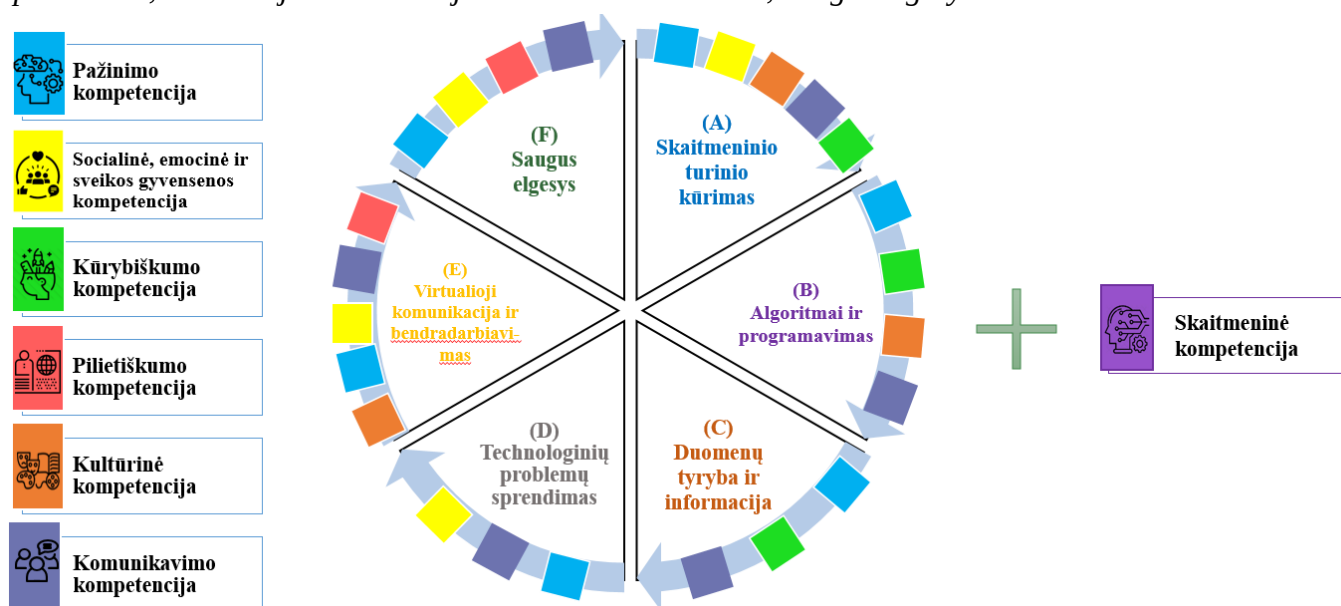 Pažinimo
kompetencija
Socialinė, emocinė ir
sveikos gyvensenos
kompetencija
Kūrybiškumo
kompetencija
Pilietiškumo
kompetencija
Kultūrinė
kompetencija
Komunikavimo
kompetencija
(F)
Saugus
elgesys
(A)
Skaitmeninio
turinio
kūrimas
(E)
Virtualioji
komunikacija ir
bendradarbiavi-
mas
(B)
Algoritmai ir
programavimas
(D)
Technologinių
problemų
sprendimas
(C)
Duomenų
tyryba ir
informacija
Skaitmeninė
kompetencija